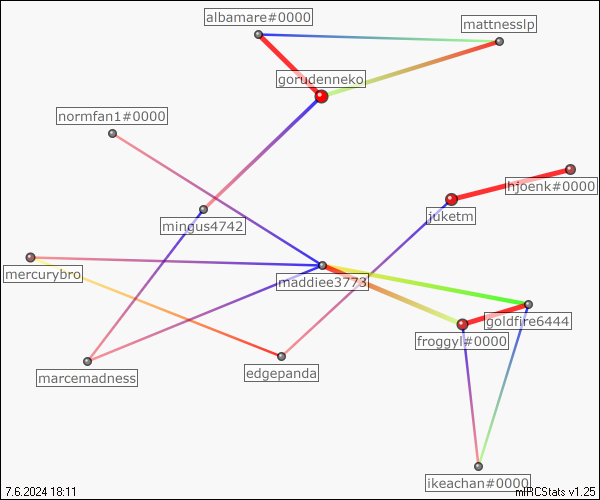 albamare#0000
mattnesslp
gorudenneko
normfan1#0000
hjoenk#0000
juketm
mingus4742
mercurybro
maddiee3773
goldfire6444
froggyl#0000
edgepanda
marcemadness
ikeachan#0000
7.6.2024 18:11
mIRCStats v1.25